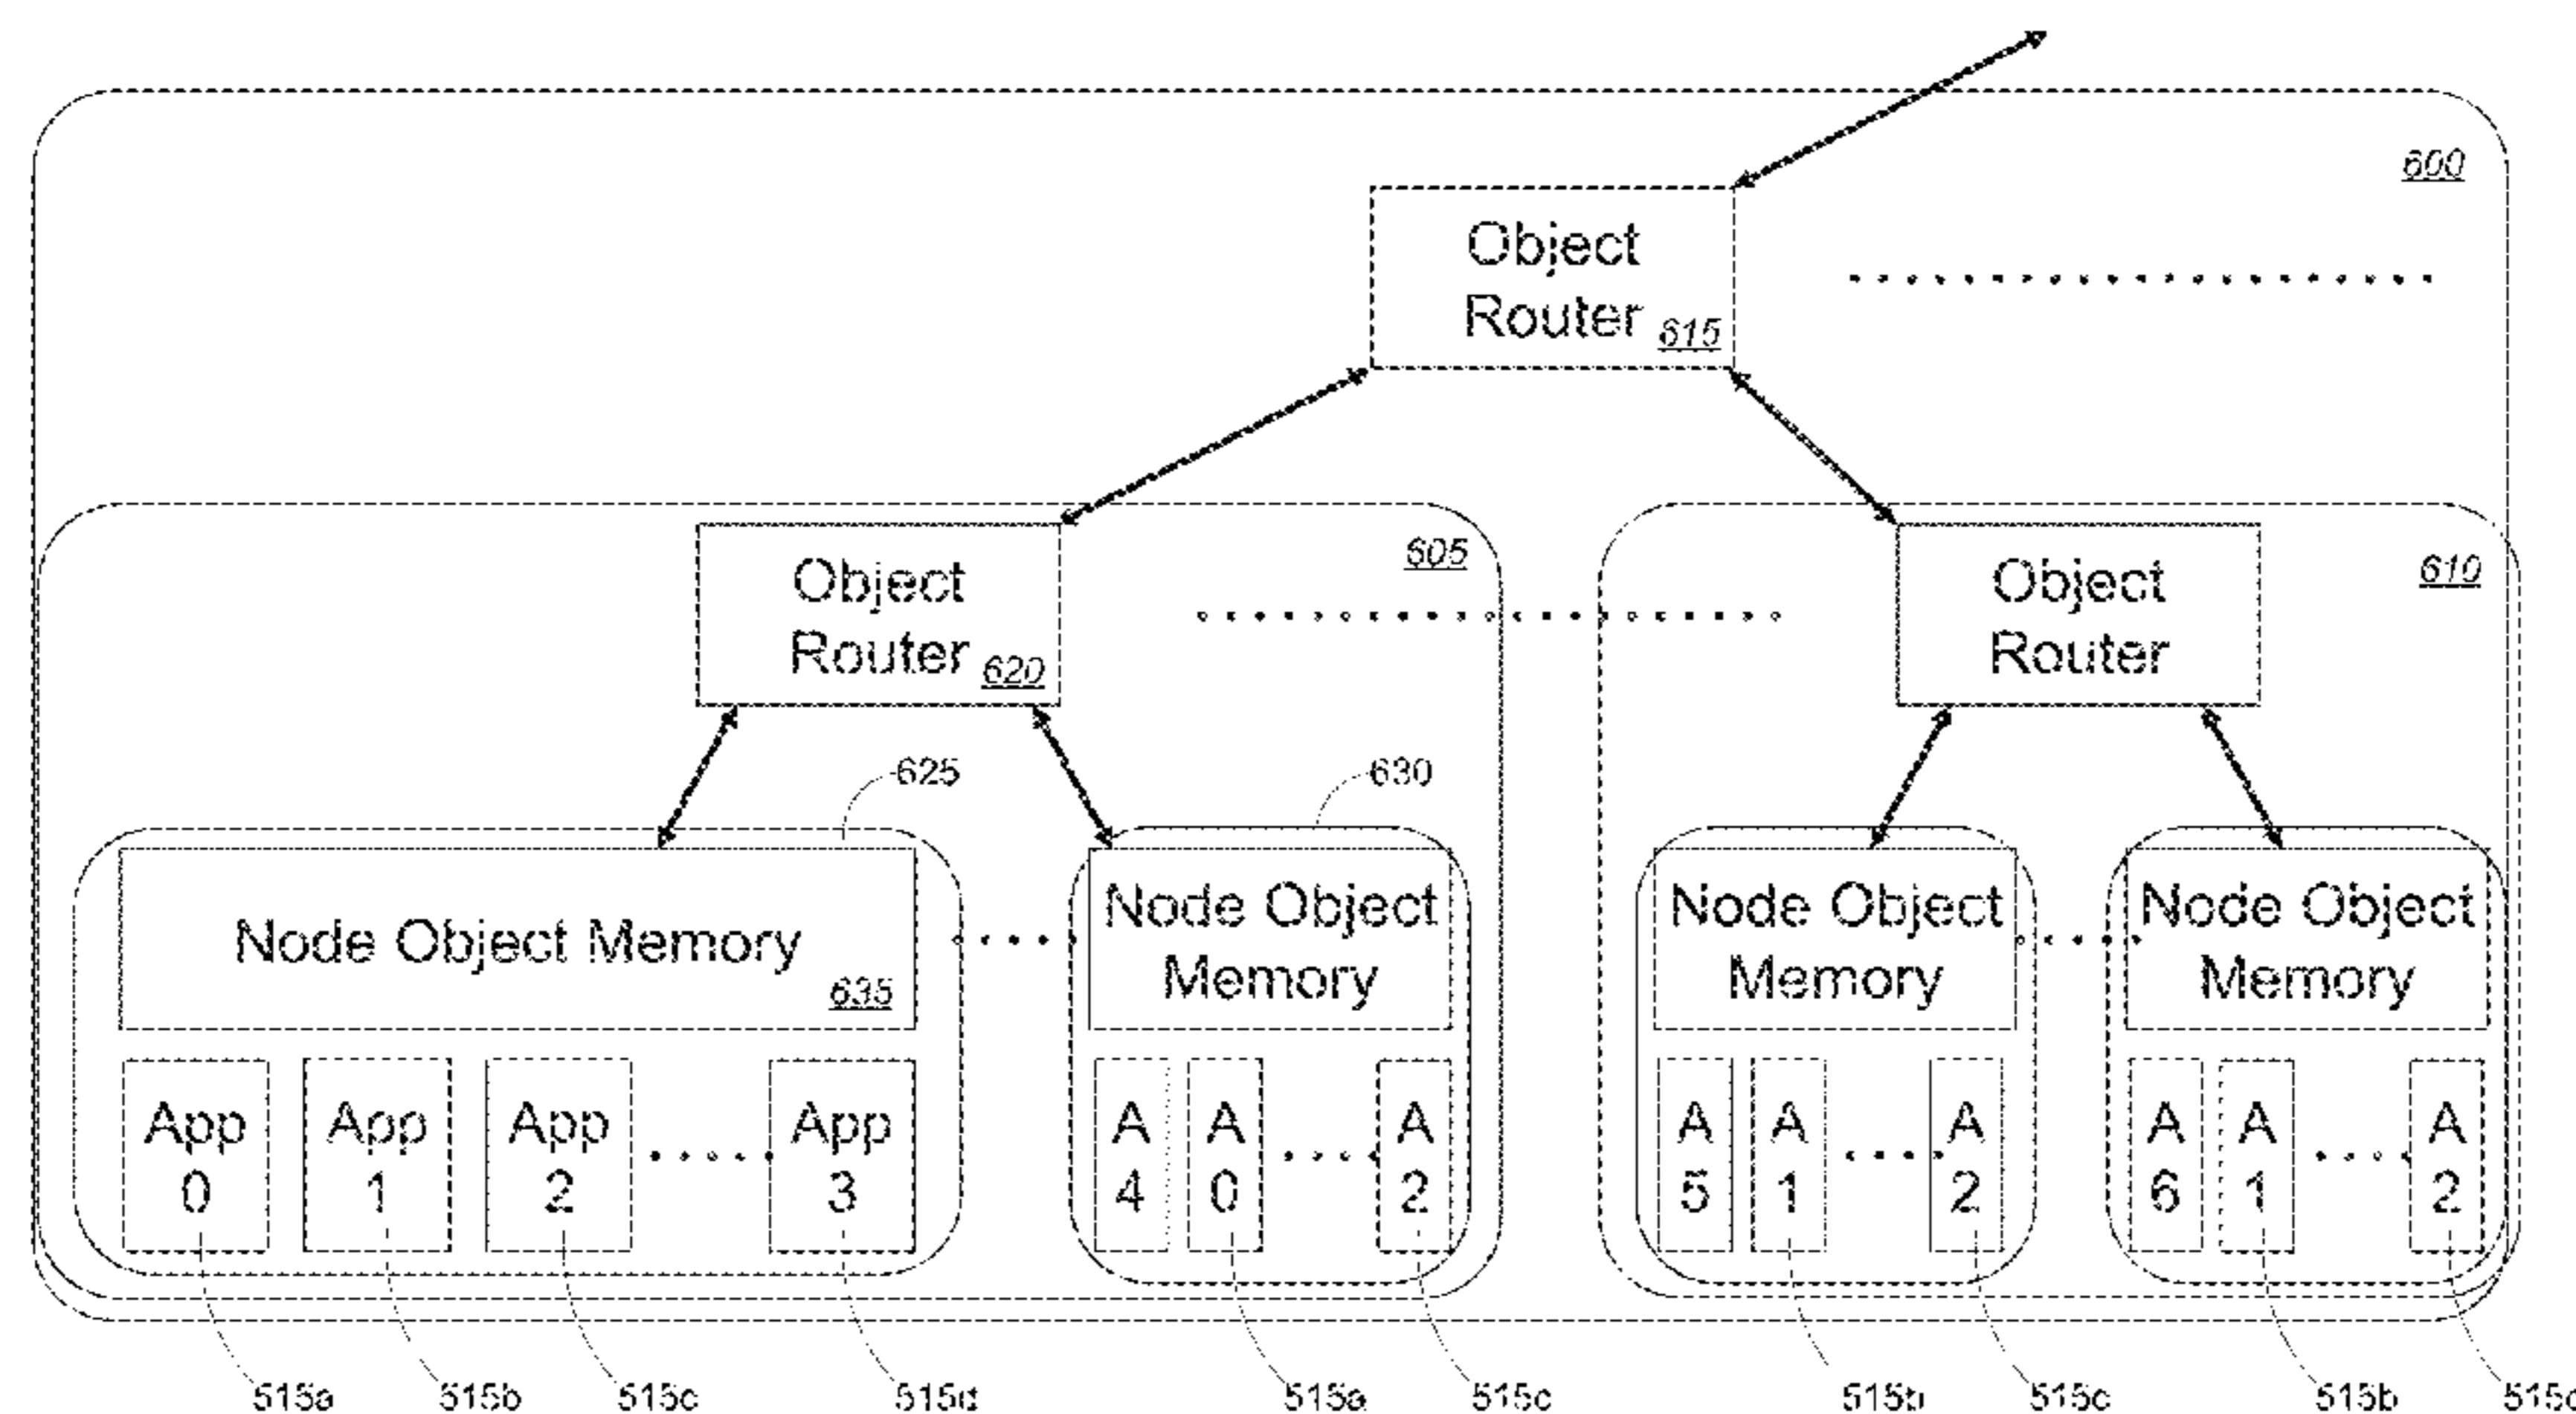 600
Object
Router 615
605
610
Object
Router 620
Object
Router
625
630
Node Object Memory
635
Node Object
Memory
Node Object
Memory
Node Object
Memory
App
0
App
1
App
2
App
3
A
4
A
0
A
2
A
5
A
1
A
2
A
6
A
1
A
2
515a
515b
515c
515d
515a
515c
515b
515c
515b